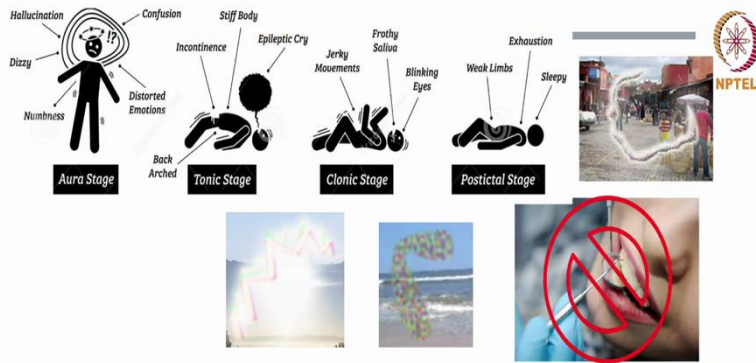 Hallucination
Confusion
!?
Dizzy
Numbness
Distorted
Emotions
Aura Stage
Stiff Body
Incontinence
Epileptic Cry
Back
Arched
Tonic Stage
Frothy
Saliva
Jerky
Movements
Blinking
Eyes
Clonic Stage
Exhaustion
Weak Limbs
Sleepy
Postictal Stage
NPTEL